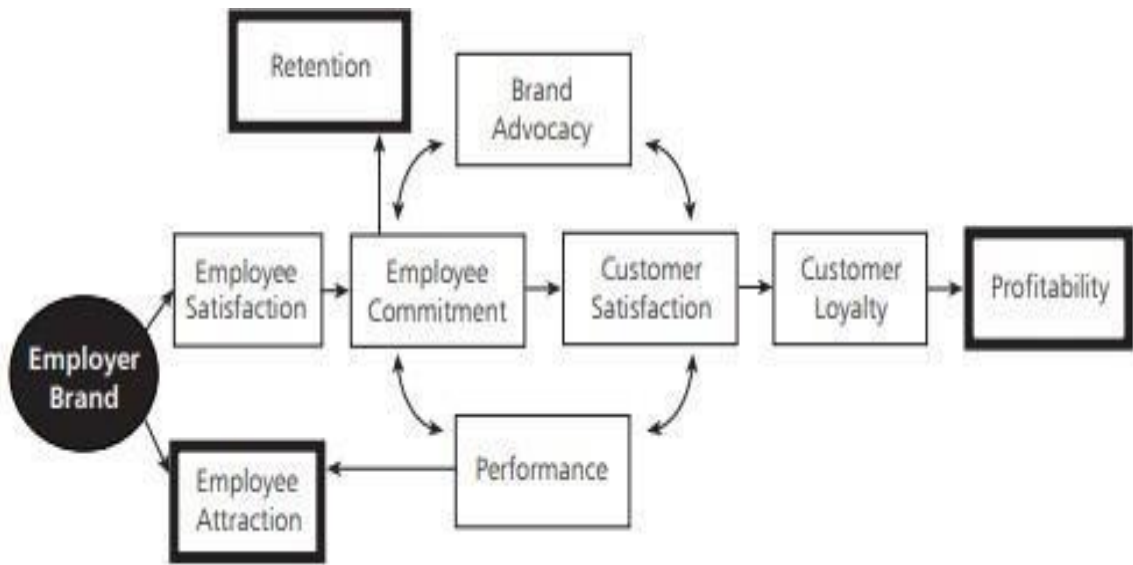 Retention
Brand
Advocacy
Employee
Satisfaction
Employee
Commitment
Customer
Satisfaction
Customer
Loyalty
Profitability
Employer
Brand
Employee
Attraction
Performance